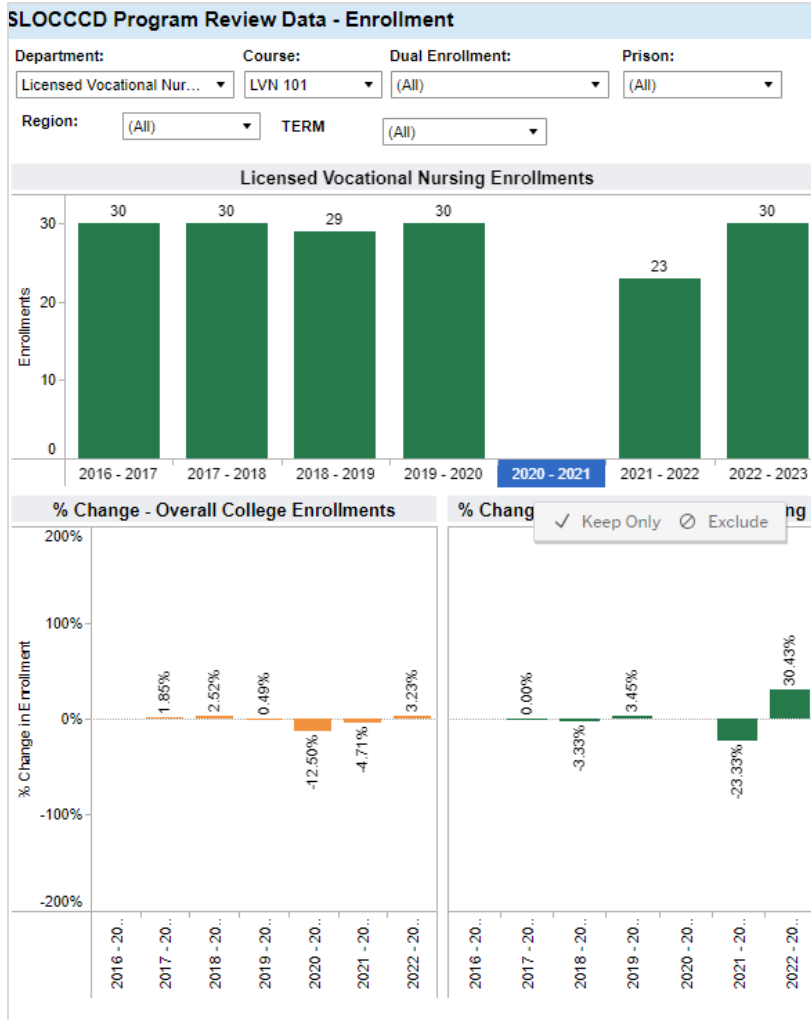 SLOCCCD Program Review Data - Enrollment
Department: Course: Dual Enrollment: Prison:
Licensed Vocational Nur... LVN 101 (All) (All)
Region: (All) TERM (All)
Licensed Vocational Nursing Enrollments
30 30 29 30 23 30
Enrollments
30
20
10
0
2016 - 2017 2017 - 2018 2018 - 2019 2019 - 2020 2020 - 2021 2021 - 2022 2022 - 2023
% Change - Overall College Enrollments
% Chang
ng
Keep Only Exclude
% Change in Enrollment
200%
100%
0%
-100%
-200%
1.85% 2.52% 0.49% -12.50% -4.71% 3.23%
0.00% -3.33% 3.45% -23.33% 30.43%
2016 - 20.. 2017 - 20.. 2018 - 20.. 2019 - 20.. 2020 - 20.. 2021 - 20.. 2022 - 20..
2016 - 20.. 2017 - 20.. 2018 - 20.. 2019 - 20.. 2020 - 20.. 2021 - 20.. 2022 - 20..